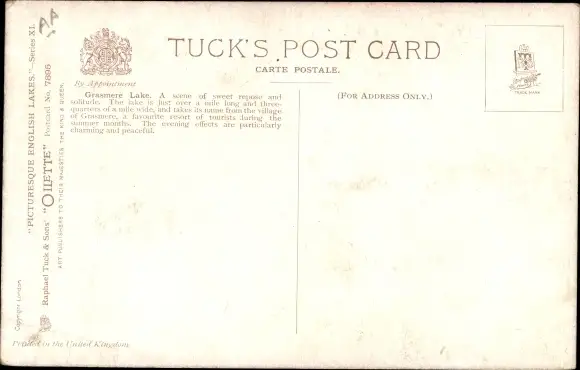 AA
TUCK'S POST CARD
CARTE POSTALE.
By Appointment
(FOR ADDRESS ONLY.)
Grasmere Lake. A scene of sweet repose and
solitude. The lake is just over a mile long and three-
quarters of a mile wide, and takes its name from the village
of Grasmere, a favourite resort of tourists during the
summer months. The evening effects are particularly
charming and peaceful.
"PICTURESQUE ENGLISH LAKES."—Series XI.
Raphael Tuck & Sons' "OILETTE" Postcard No. 7895
ART PUBLISHERS TO THEIR MAJESTIES THE KING & QUEEN.
Copyright London
Printed in the United Kingdom
TRADE MARK